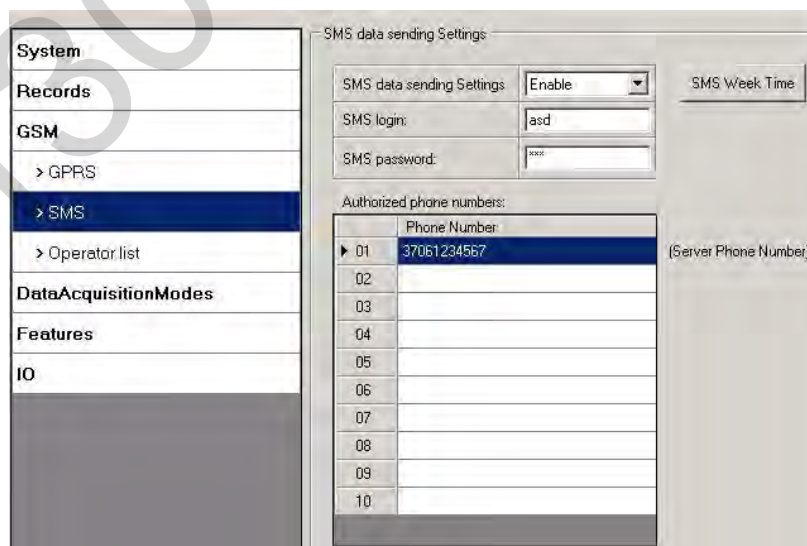 System
Records
GSM
> GPRS
> SMS
> Operator list
DataAcquisitionModes
Features
IO
SMS data sending Settings
SMS data sending Settings Enable SMS Week Time
SMS login: asd
SMS password: ***
Authorized phone numbers:
Phone Number
01 37061234567 (Server Phone Number
02
03
04
05
06
07
08
09
10